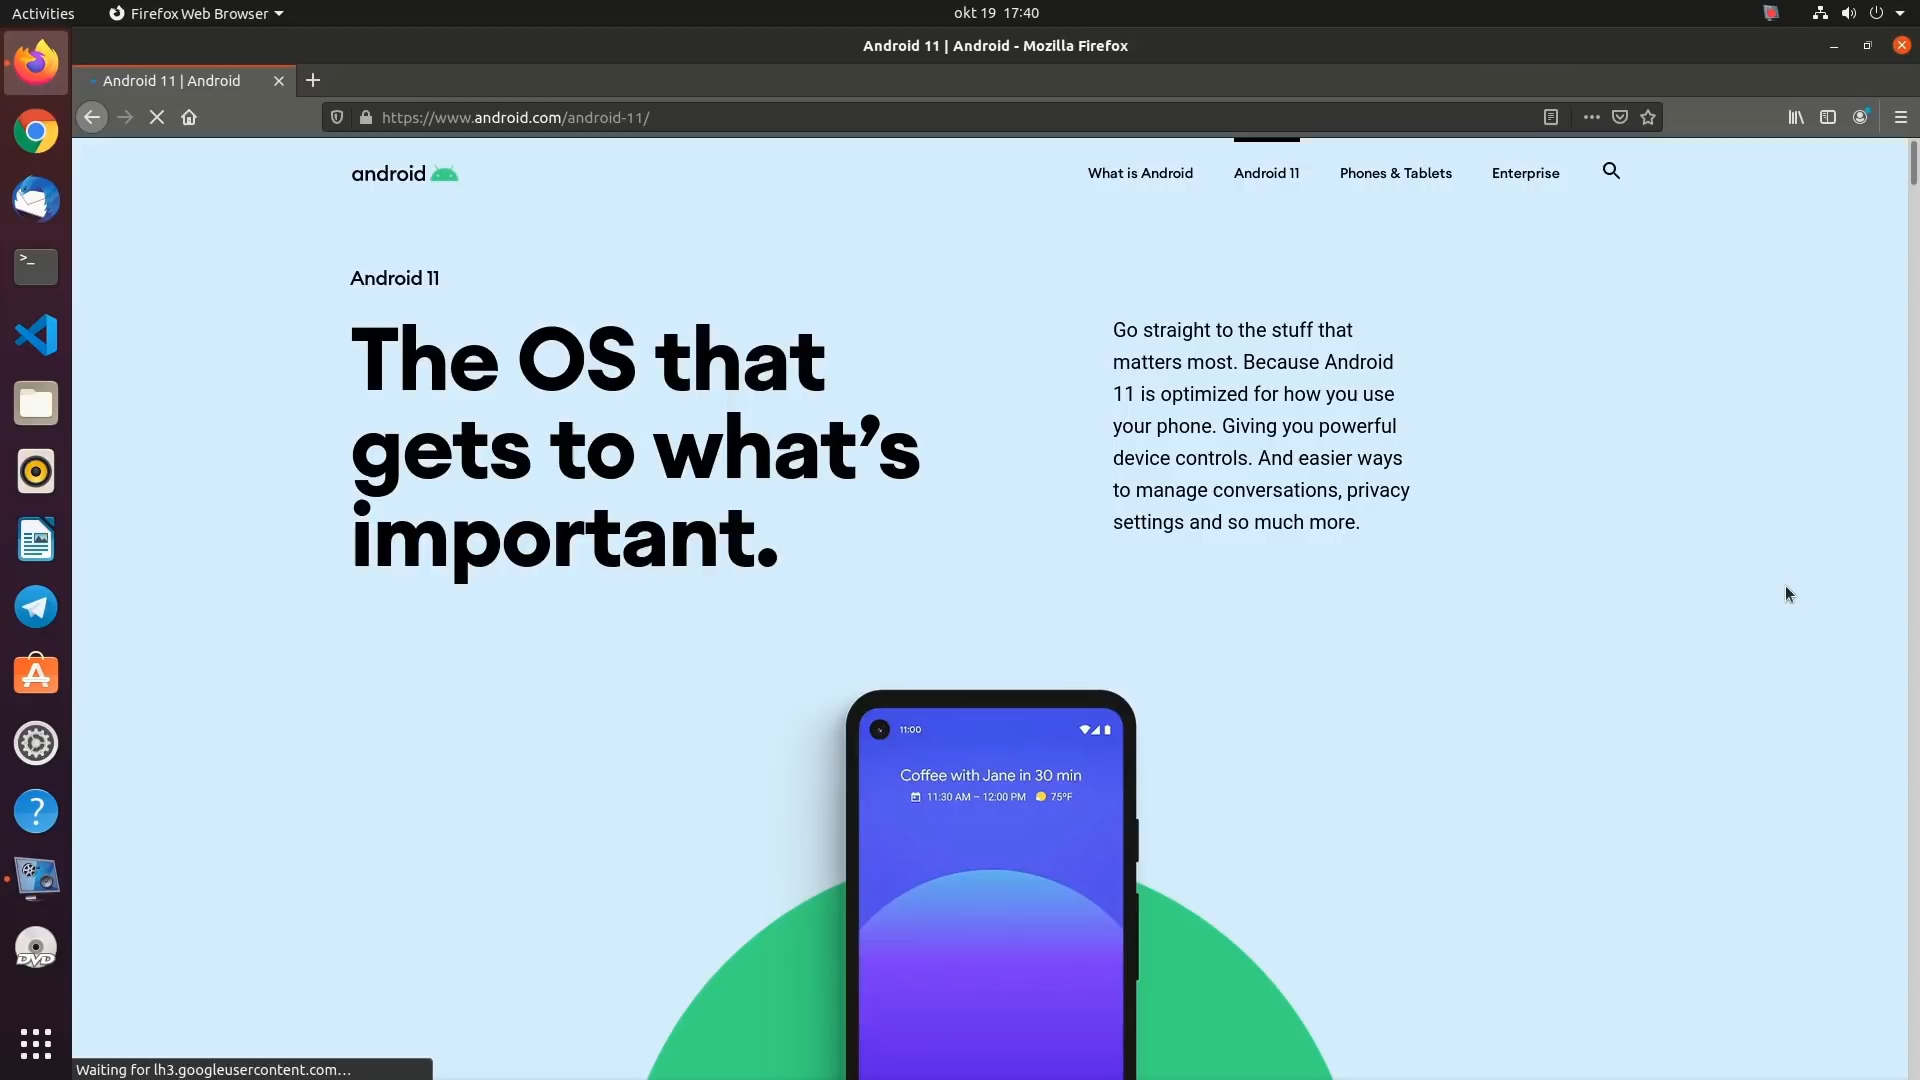 Activities
Firefox Web Browser
okt 19 17:40
Android 11 | Android - Mozilla Firefox
Android 11 | Android
https://www.android.com/android-11/
android
What is Android
Android 11
Phones & Tablets
Enterprise
Android 11
The OS that
gets to what’s
important.
Go straight to the stuff that
matters most. Because Android
11 is optimized for how you use
your phone. Giving you powerful
device controls. And easier ways
to manage conversations, privacy
settings and so much more.
11:00
Coffee with Jane in 30 min
11:30 AM – 12:00 PM 75°F
>_
A
?
DVD
Waiting for lh3.googleusercontent.com…